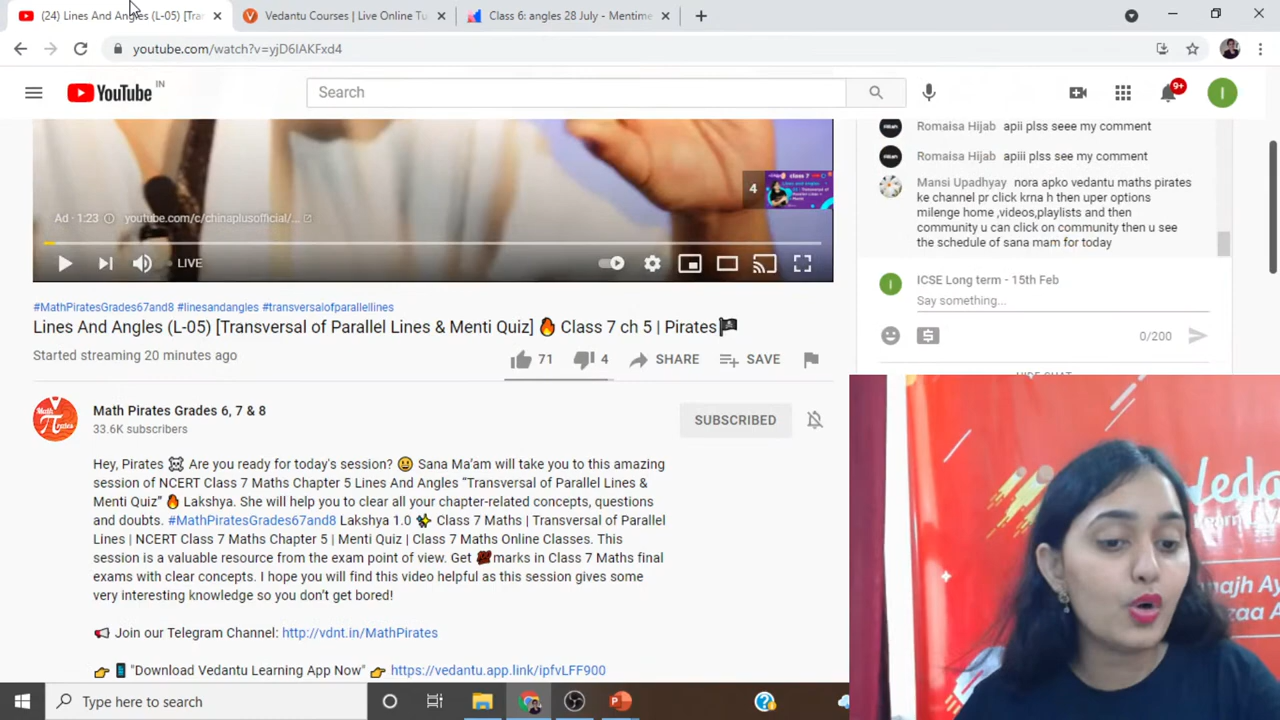 (24) Lines And Angles (L-05) [Tra
Vedantu Courses | Live Online Tu
Class 6: angles 28 July - Mentime
youtube.com/watch?v=yjD6IAKFxd4
YouTube IN
Search
9+
I
Romaisa Hijab apii plss seee my comment
Romaisa Hijab apiii pls see my comment
Mansi Upadhyay nora apko vedantu maths pirates
ke channel pr click krna h then uper options
milenge home ,videos,playlists and then
community u can click on community then u see
the schedule of sana mam for today
4
class 7
Ad · 1:23
youtube.com/c/chinaplusofficial/...
LIVE
I
ICSE Long term - 15th Feb
Say something...
0/200
HIDE CHAT
#MathPiratesGrades67and8 #linesandangles #transversalofparallellines
Lines And Angles (L-05) [Transversal of Parallel Lines & Menti Quiz] 🔥 Class 7 ch 5 | Pirates🏴‍☠️
Started streaming 20 minutes ago
71
4
SHARE
SAVE
Math Pirates Grades 6, 7 & 8
33.6K subscribers
SUBSCRIBED
Hey, Pirates ☠️ Are you ready for today's session? 😀 Sana Ma'am will take you to this amazing
session of NCERT Class 7 Maths Chapter 5 Lines And Angles "Transversal of Parallel Lines &
Menti Quiz" 🔥 Lakshya. She will help you to clear all your chapter-related concepts, questions
and doubts. #MathPiratesGrades67and8 Lakshya 1.0 ✨ Class 7 Maths | Transversal of Parallel
Lines | NCERT Class 7 Maths Chapter 5 | Menti Quiz | Class 7 Maths Online Classes. This
session is a valuable resource from the exam point of view. Get 💯marks in Class 7 Maths final
exams with clear concepts. I hope you will find this video helpful as this session gives some
very interesting knowledge so you don't get bored!
📢 Join our Telegram Channel: http://vdnt.in/MathPirates
👉📱"Download Vedantu Learning App Now" 👉 https://vedantu.app.link/ipfvLFF900
Type here to search